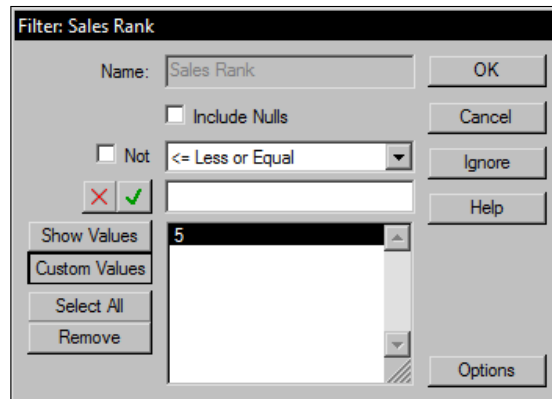 Filter: Sales Rank
Name: Sales Rank OK
Include Nulls Cancel
Not <= Less or Equal Ignore
Help
Show Values 5
Custom Values
Select All
Remove
Options